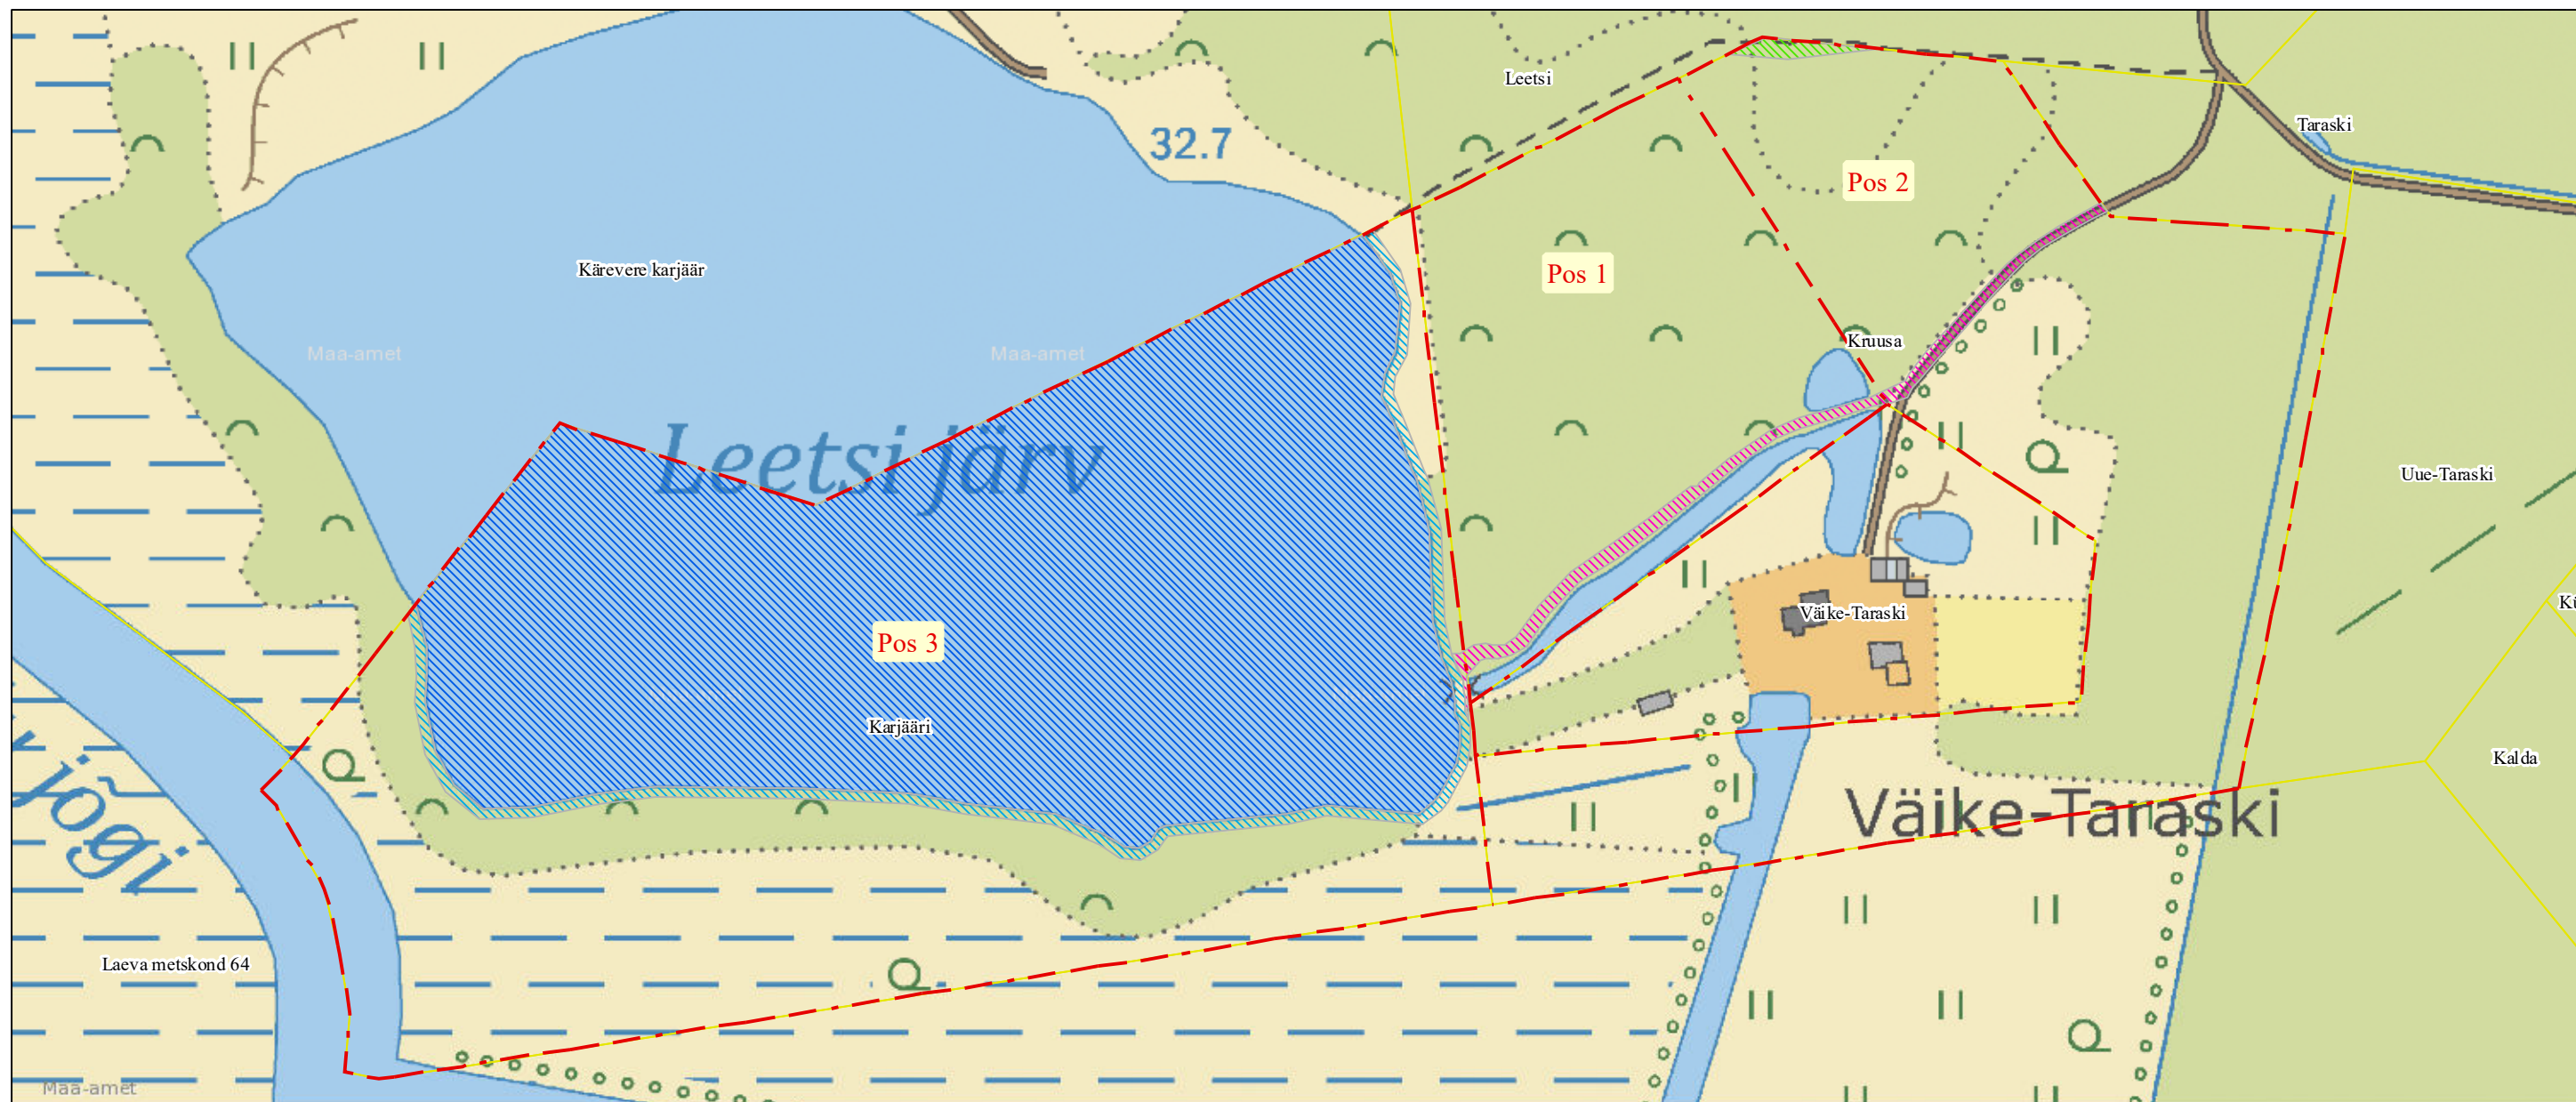 Leetsi
32.7
Taraski
Pos 2
Kärevere karjäär
Pos 1
Kruusa
Maa-amet
Maa-amet
Leetsi järv
Uue-Taraski
Väike-Taraski
Pos 3
Karjääri
Kalda
jõgi
Väike-Taraski
Laeva metskond 64
Maa-amet